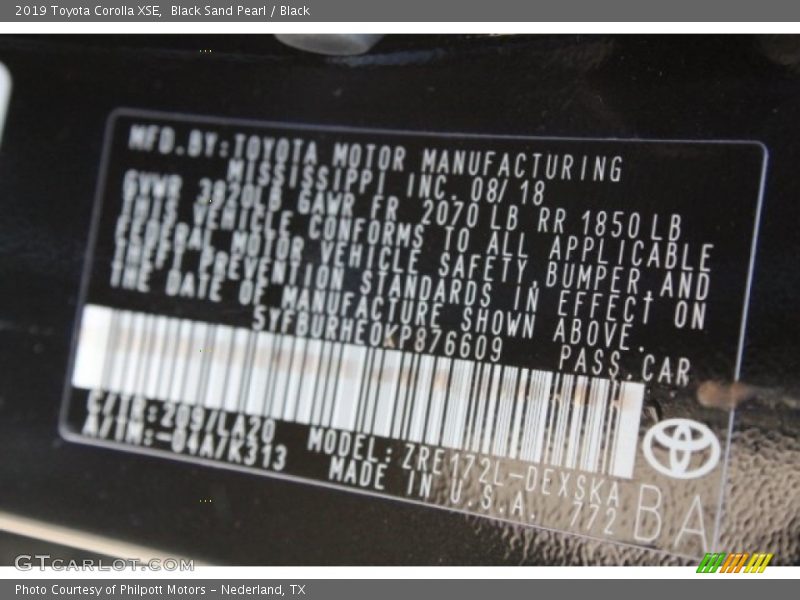 2019 Toyota Corolla XSE,  Black Sand Pearl / Black
MFD.BY:TOYOTA MOTOR MANUFACTURING
MISSISSIPPI INC. 08/18
GVWR 3820LB GAWR FR 2070 LB RR 1850 LB
THIS VEHICLE CONFORMS TO ALL APPLICABLE
FEDERAL MOTOR VEHICLE SAFETY,BUMPER AND
THEFT PREVENTION STANDARDS IN EFFECT ON
THE DATE OF MANUFACTURE SHOWN ABOVE.
5YFBURHE0KP876609 PASS.CAR
C/TR:209/LA20
A/TM:-04A/K313
MODEL:ZRE172L-DEXSKA
MADE IN U.S.A. 772
BA
GTCARLOT.COM
Photo Courtesy of Philpott Motors - Nederland, TX